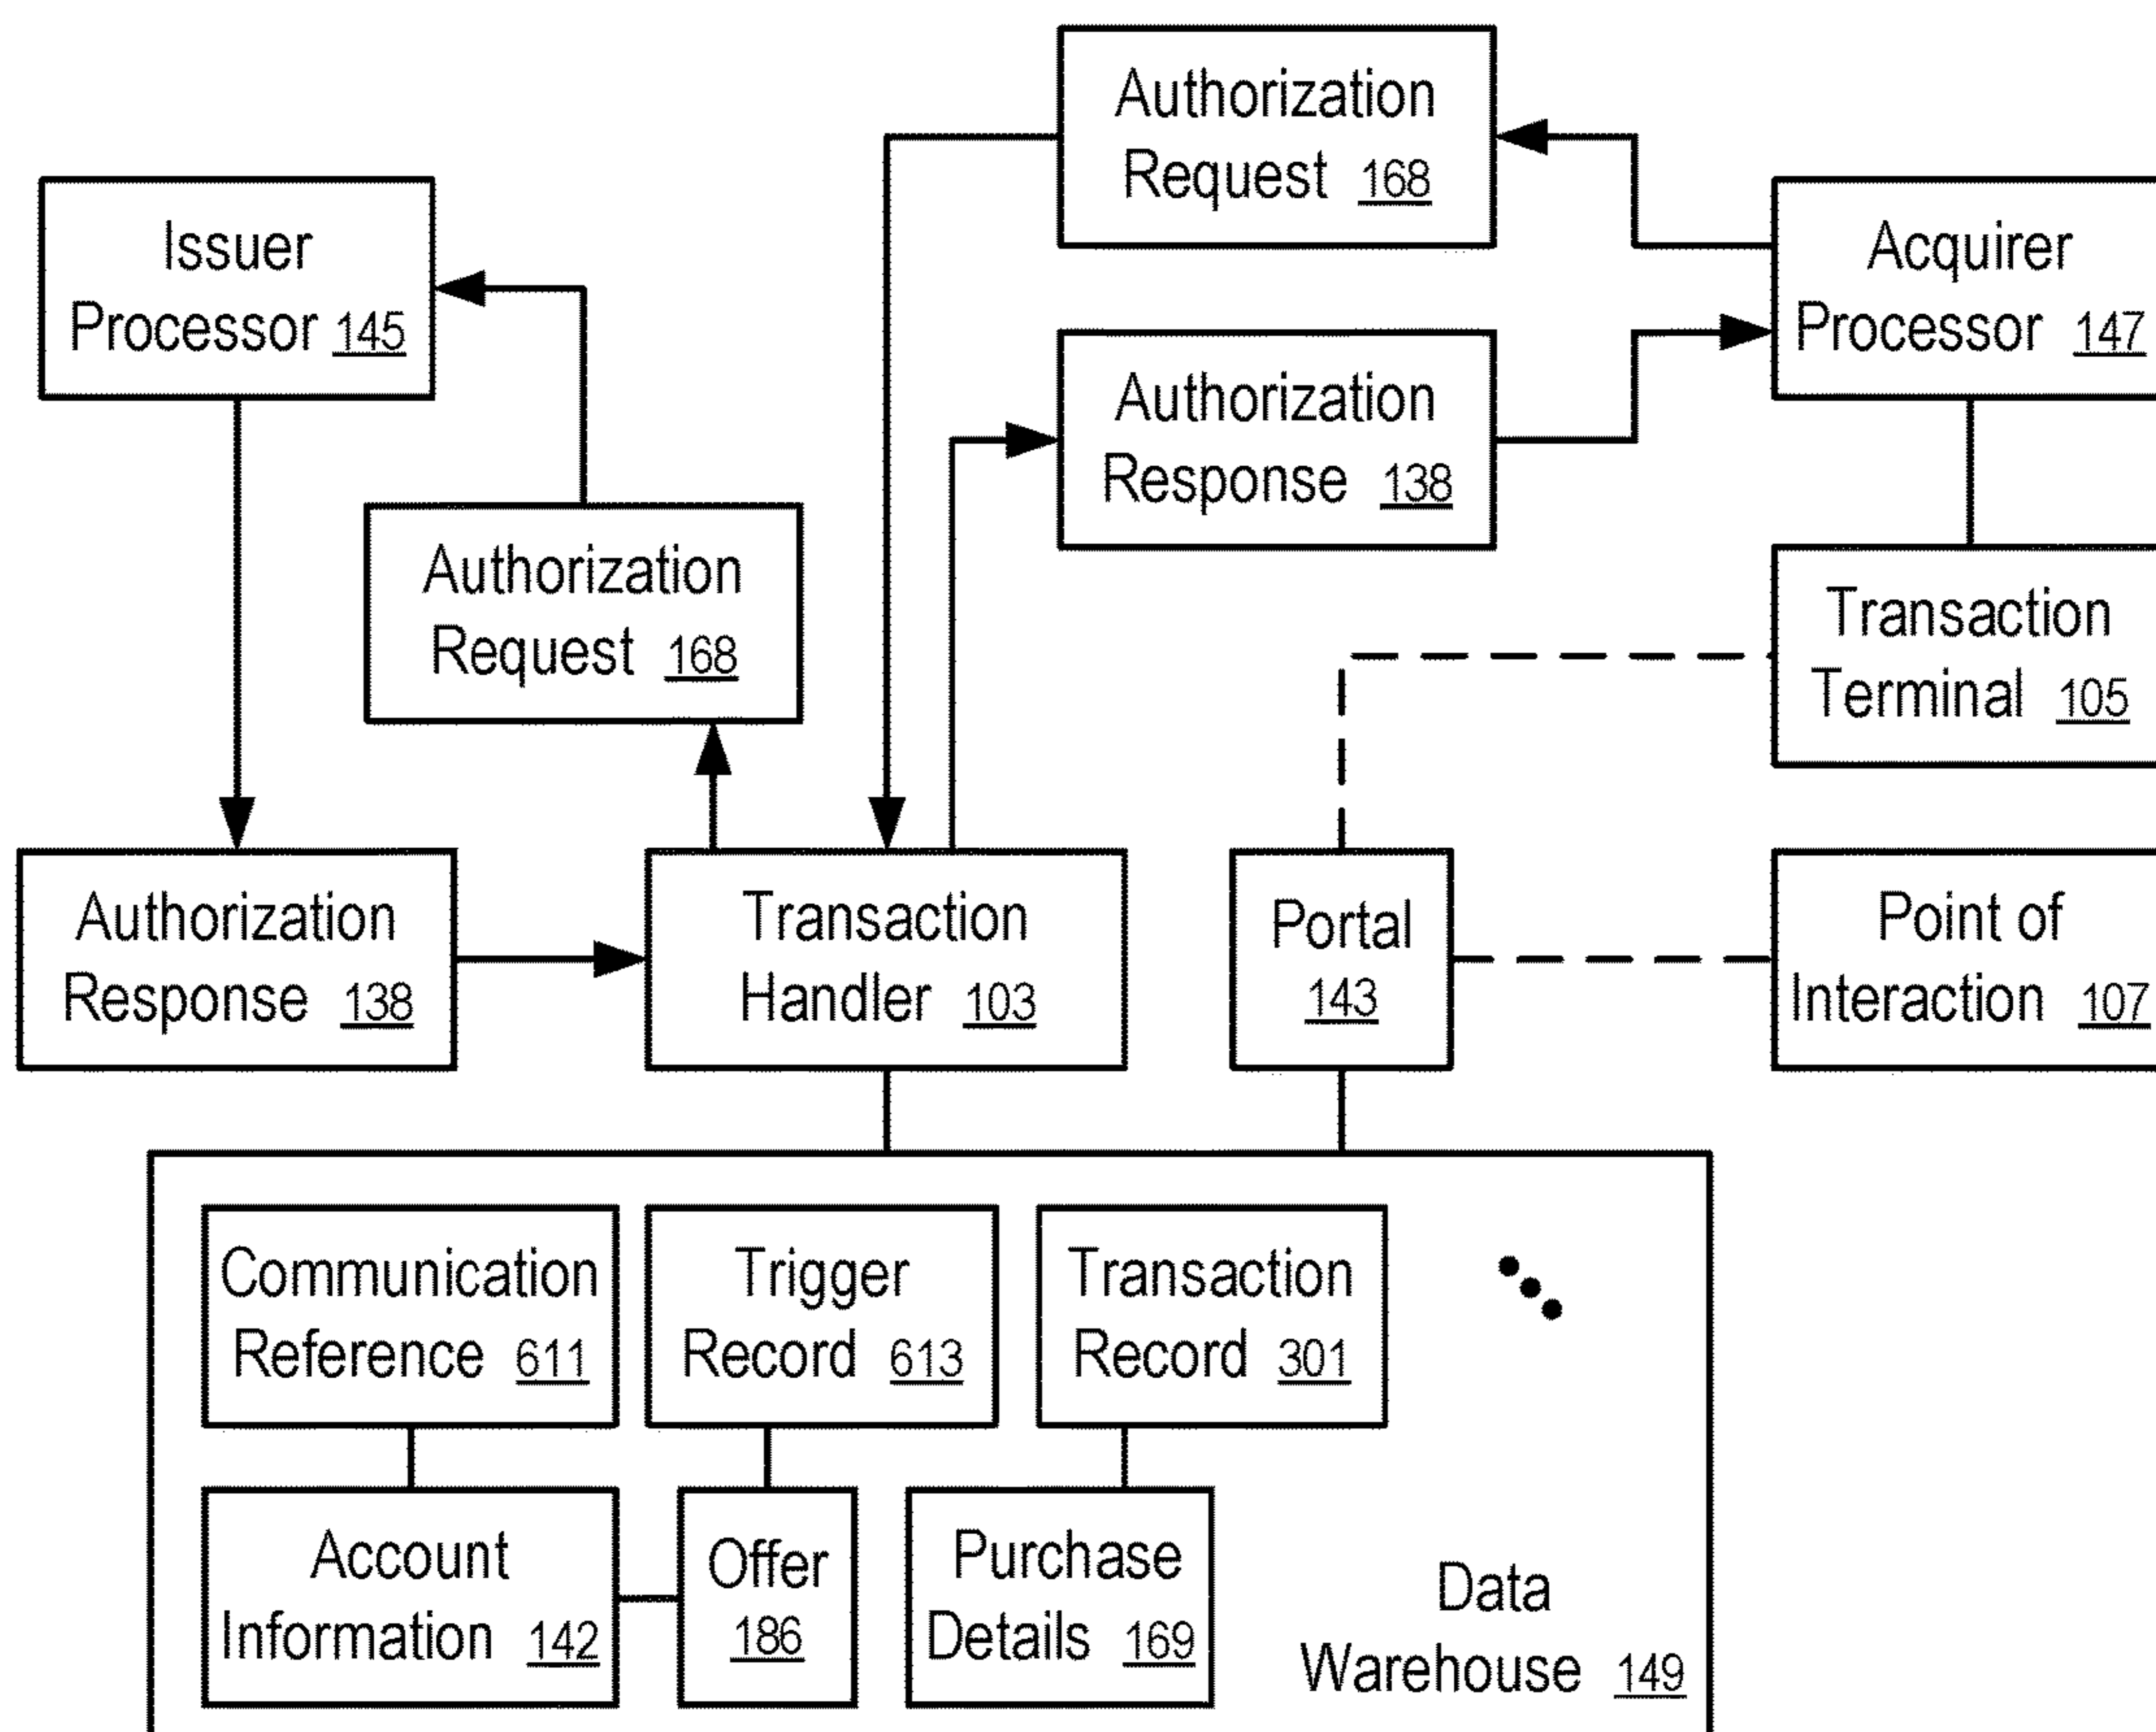 Authorization
Request 168
Issuer
Processor 145
Acquirer
Processor 147
Authorization
Response 138
Authorization
Request 168
Transaction
Terminal 105
Authorization
Response 138
Transaction
Handler 103
Portal
143
Point of
Interaction 107
Communication
Reference 611
Trigger
Record 613
Transaction
Record 301
Account
Information 142
Offer
186
Purchase
Details 169
Data
Warehouse 149